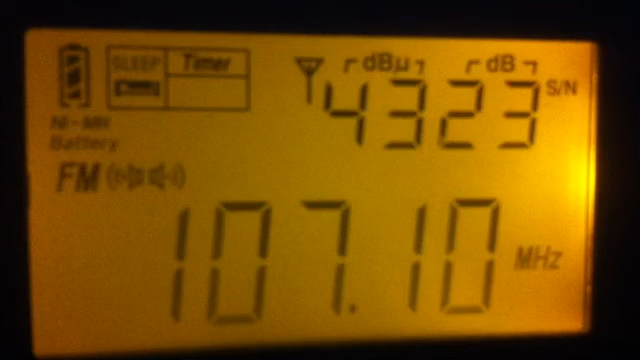 SLEEP Timer dBµ dB
4323 S/N
Ni-MH
Battery
FM
107.10 MHz